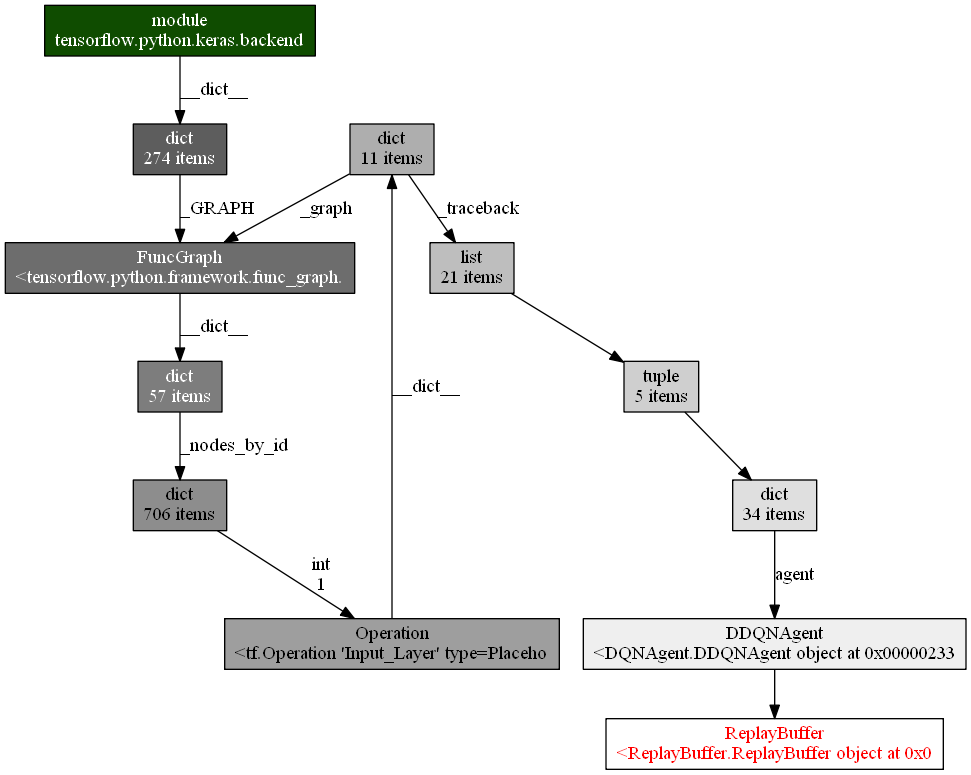 module
tensorflow.python.keras.backend
__dict__
dict
274 items
dict
11 items
_GRAPH
_graph
_traceback
FuncGraph
<tensorflow.python.framework.func_graph.
list
21 items
__dict__
dict
57 items
tuple
5 items
__dict__
_nodes_by_id
dict
706 items
dict
34 items
int
1
agent
Operation
<tf.Operation 'Input_Layer' type=Placeho
DDQNAgent
<DQNAgent.DDQNAgent object at 0x00000233
ReplayBuffer
<ReplayBuffer.ReplayBuffer object at 0x0